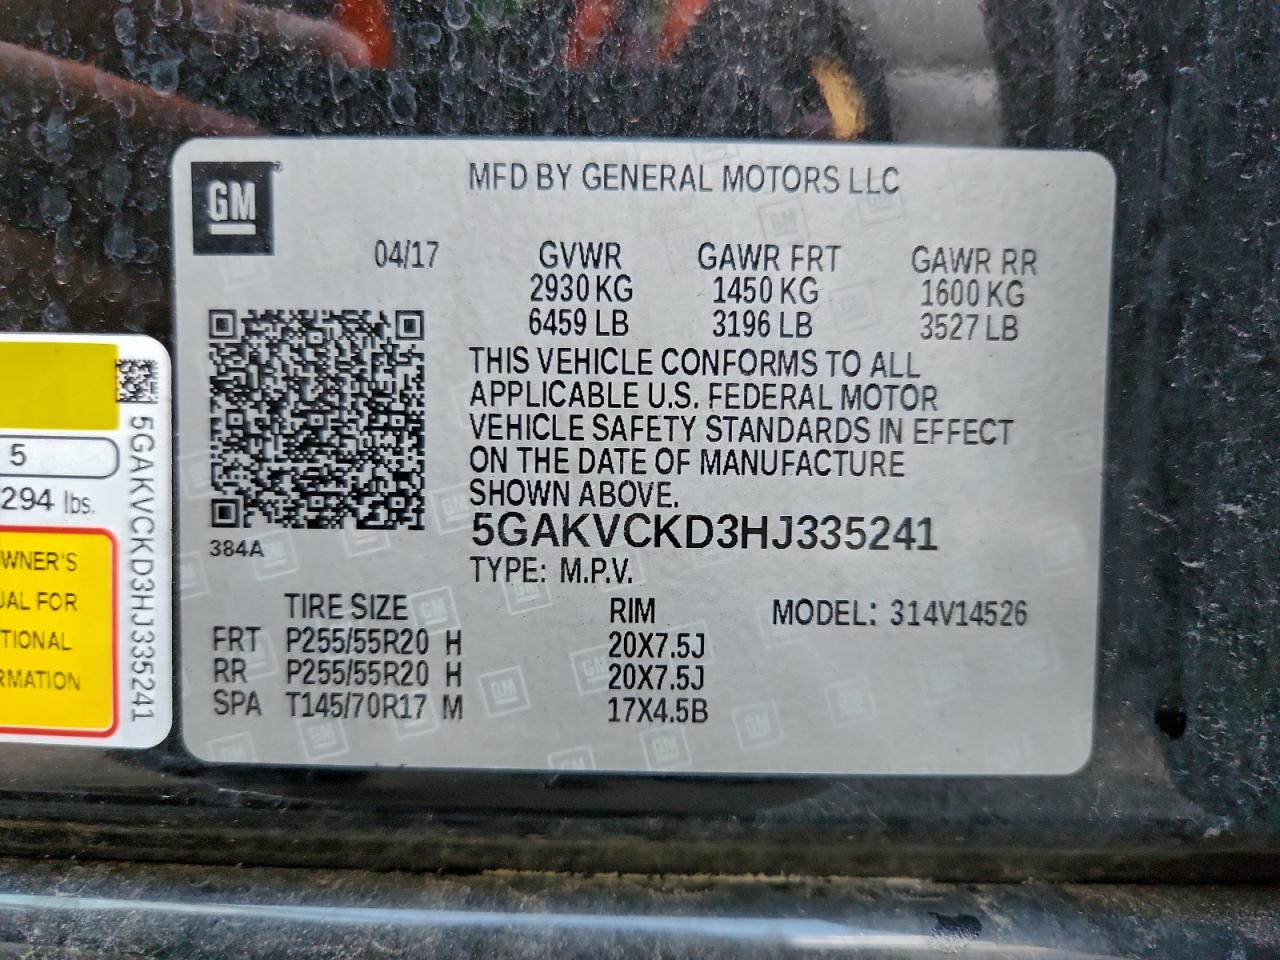 GM
MFD BY GENERAL MOTORS LLC
04/17 GVWR GAWR FRT GAWR RR
2930 KG 1450 KG 1600 KG
6459 LB 3196 LB 3527 LB
THIS VEHICLE CONFORMS TO ALL
APPLICABLE U.S. FEDERAL MOTOR
VEHICLE SAFETY STANDARDS IN EFFECT
ON THE DATE OF MANUFACTURE
SHOWN ABOVE.
5GAKVCKD3HJ335241
384A
TYPE: M.P.V.
TIRE SIZE RIM MODEL: 314V14526
FRT P255/55R20 H 20X7.5J
RR P255/55R20 H 20X7.5J
SPA T145/70R17 M 17X4.5B
5
294 lbs.
WNER'S
UAL FOR
TIONAL
RMATION
5GAKVCKD3HJ335241